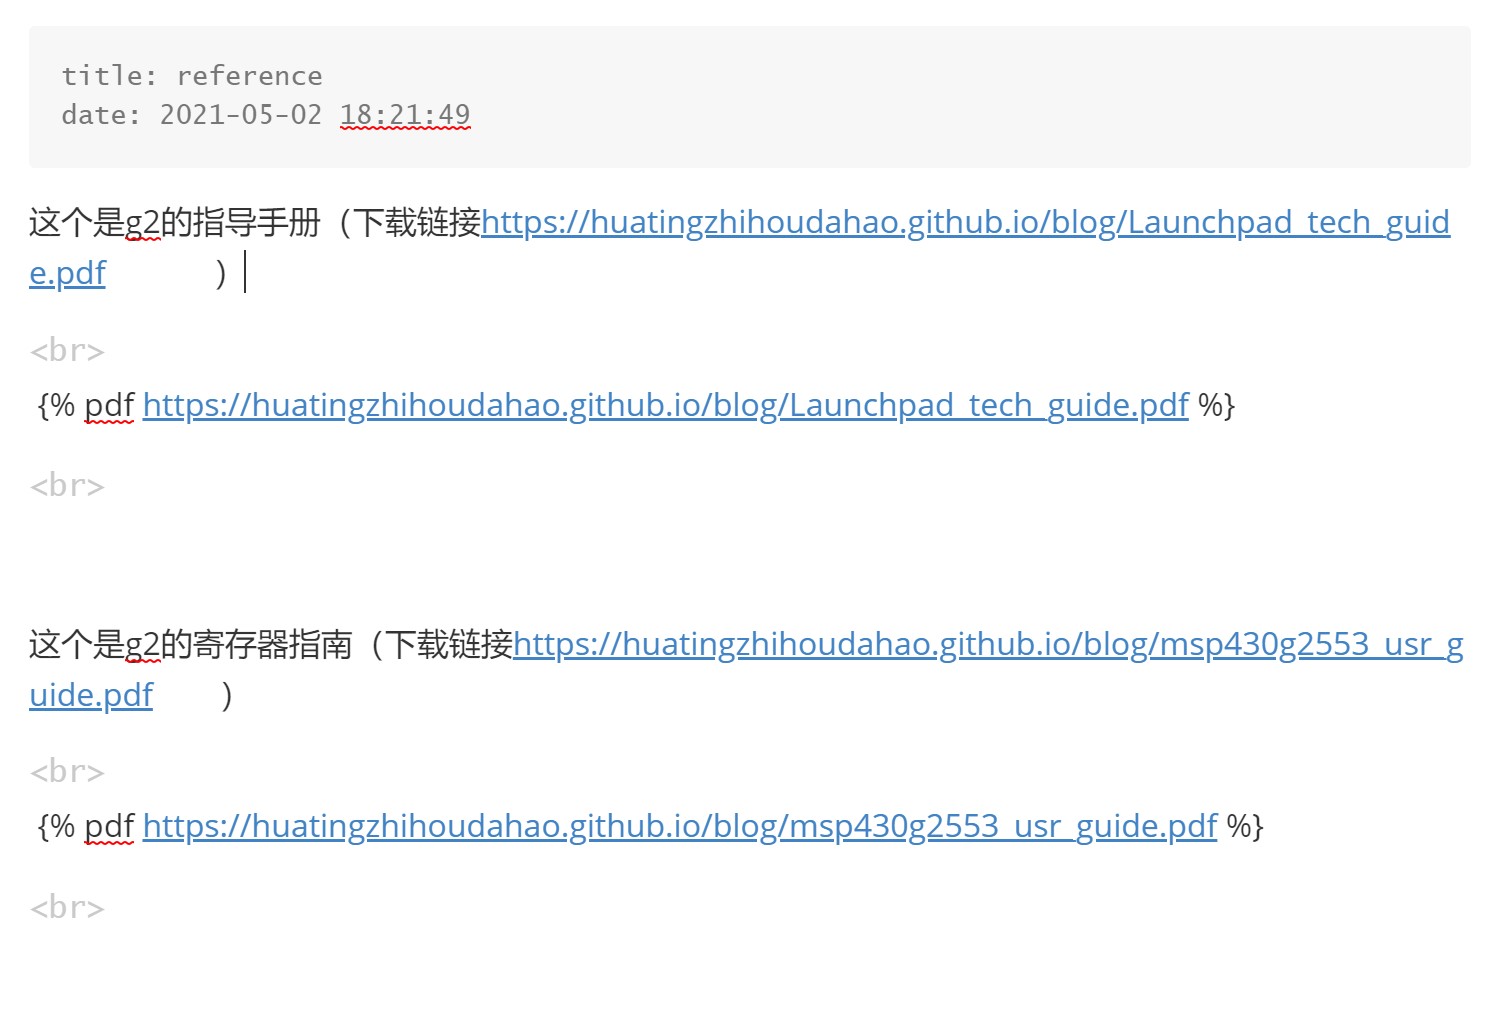 title: reference
date: 2021-05-02 18:21:49
这个是g2的指导手册（下载链接https://huatingzhihoudahao.github.io/blog/Launchpad_tech_guid
e.pdf ）
<br>
{% pdf https://huatingzhihoudahao.github.io/blog/Launchpad_tech_guide.pdf %}
<br>
这个是g2的寄存器指南（下载链接https://huatingzhihoudahao.github.io/blog/msp430g2553_usr_g
uide.pdf ）
<br>
{% pdf https://huatingzhihoudahao.github.io/blog/msp430g2553_usr_guide.pdf %}
<br>